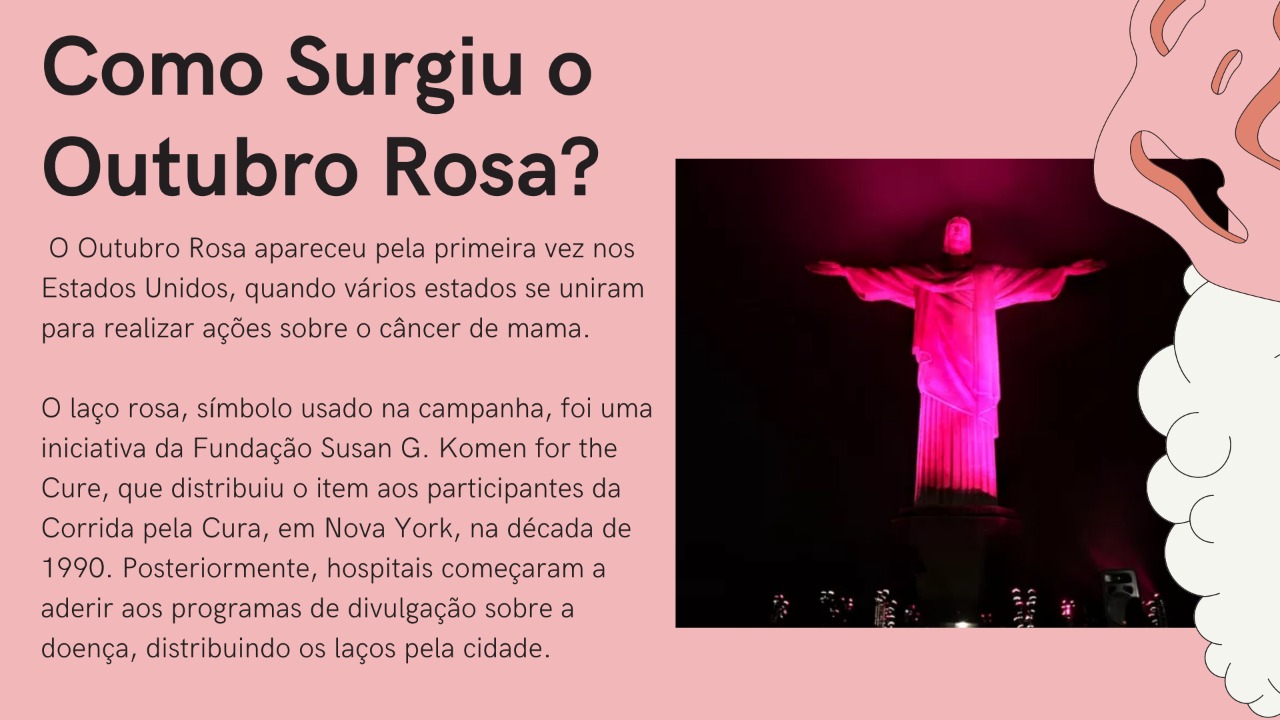 Como Surgiu o
Outubro Rosa?
O Outubro Rosa apareceu pela primeira vez nos
Estados Unidos, quando vários estados se uniram
para realizar ações sobre o câncer de mama.
O laço rosa, símbolo usado na campanha, foi uma
iniciativa da Fundação Susan G. Komen for the
Cure, que distribuiu o item aos participantes da
Corrida pela Cura, em Nova York, na década de
1990. Posteriormente, hospitais começaram a
aderir aos programas de divulgação sobre a
doença, distribuindo os laços pela cidade.